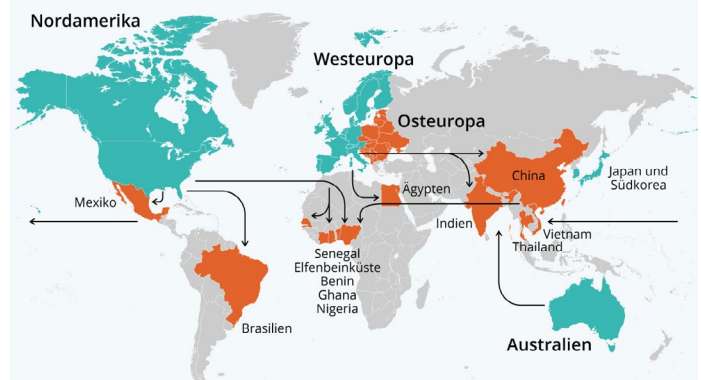 Nordamerika
Westeuropa
Osteuropa
China
Japan und
Südkorea
Ägypten
Mexiko
Indien
Vietnam
Thailand
Senegal
Elfenbeinküste
Benin
Ghana
Nigeria
Brasilien
Australien